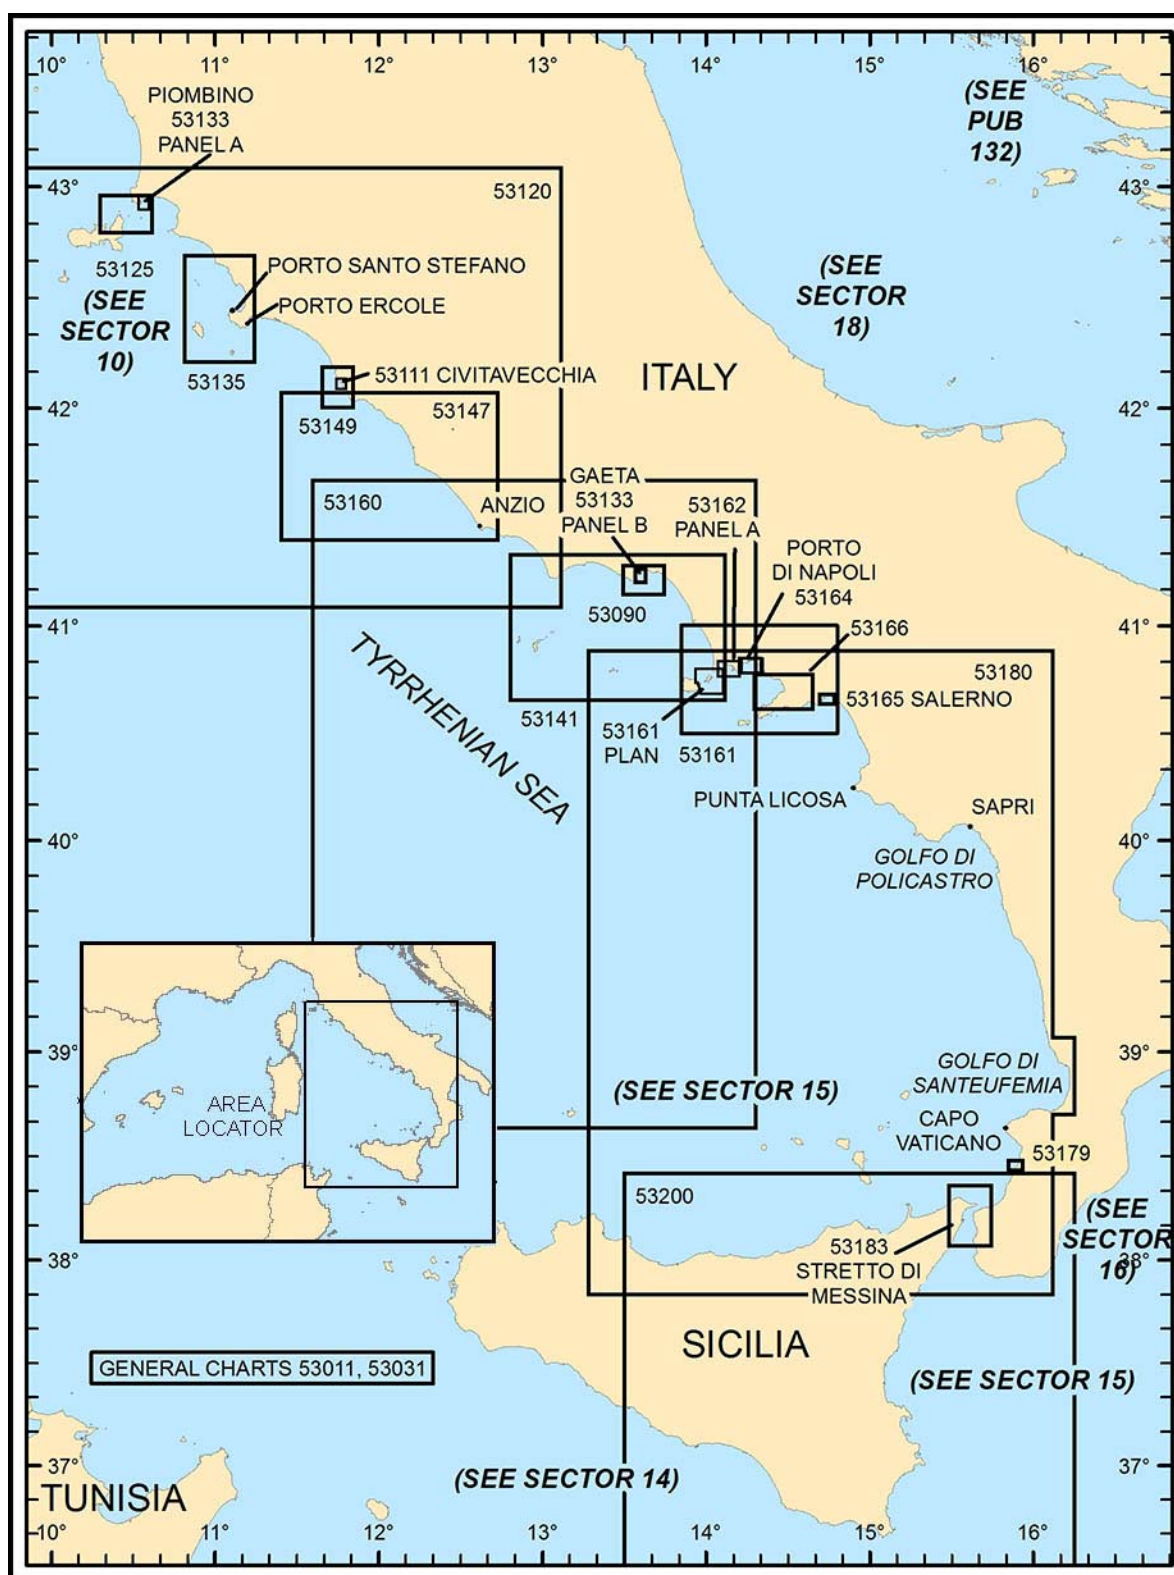 10°
11°
12°
13°
14°
15°
16°
PIOMBINO
53133
PANEL A
(SEE
PUB
132)
43°
53120
43°
53125
(SEE
SECTOR
10)
PORTO SANTO STEFANO
PORTO ERCOLE
(SEE
SECTOR
18)
53135
53111 CIVITAVECCHIA
ITALY
42°
53149
53147
42°
53160
ANZIO
GAETA
53133
PANEL B
53162
PANEL A
PORTO
DI NAPOLI
53164
41°
53090
53166
41°
TYRRHENIAN SEA
53180
53141
53161
PLAN
53161
53165 SALERNO
PUNTA LICOSA
SAPRI
40°
GOLFO DI
POLICASTRO
40°
39°
AREA
LOCATOR
(SEE SECTOR 15)
GOLFO DI
SANTEUFEMIA
39°
CAPO
VATICANO
53179
53200
(SEE
SECTOR
16)
38°
53183
STRETTO DI
MESSINA
38°
SICILIA
GENERAL CHARTS 53011, 53031
(SEE SECTOR 15)
37°
(SEE SECTOR 14)
37°
TUNISIA
10°
11°
12°
13°
14°
15°
16°